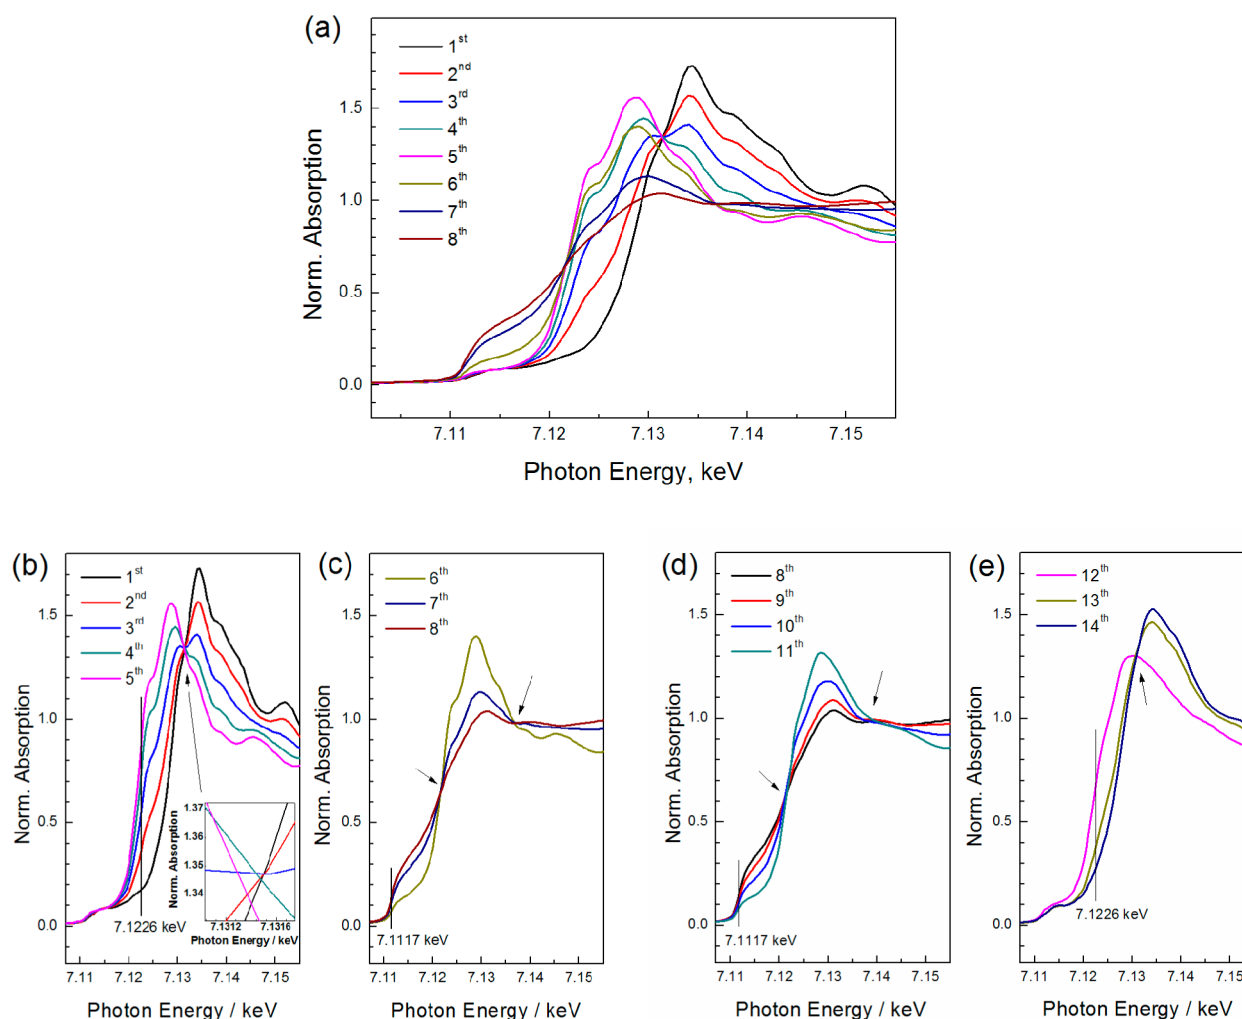 (a)
1st
2nd
3rd
4th
5th
6th
7th
8th
1.5
1.0
0.5
0.0
Norm. Absorption
7.11 7.12 7.13 7.14 7.15
Photon Energy, keV
(b)
1st
2nd
3rd
4th
5th
1.5
1.0
0.5
0.0
Norm. Absorption
1.37
1.36
1.35
1.34
Norm. Absorption
7.1312 7.1316
Photon Energy / keV
7.1226 keV
7.11 7.12 7.13 7.14 7.15
Photon Energy / keV
(c)
6th
7th
8th
1.5
1.0
0.5
0.0
Norm. Absorption
7.1117 keV
7.11 7.12 7.13 7.14 7.15
Photon Energy / keV
(d)
8th
9th
10th
11th
1.5
1.0
0.5
0.0
Norm. Absorption
7.1117 keV
7.11 7.12 7.13 7.14 7.15
Photon Energy / keV
(e)
12th
13th
14th
1.5
1.0
0.5
0.0
Norm. Absorption
7.1226 keV
7.11 7.12 7.13 7.14 7.15
Photon Energy / keV